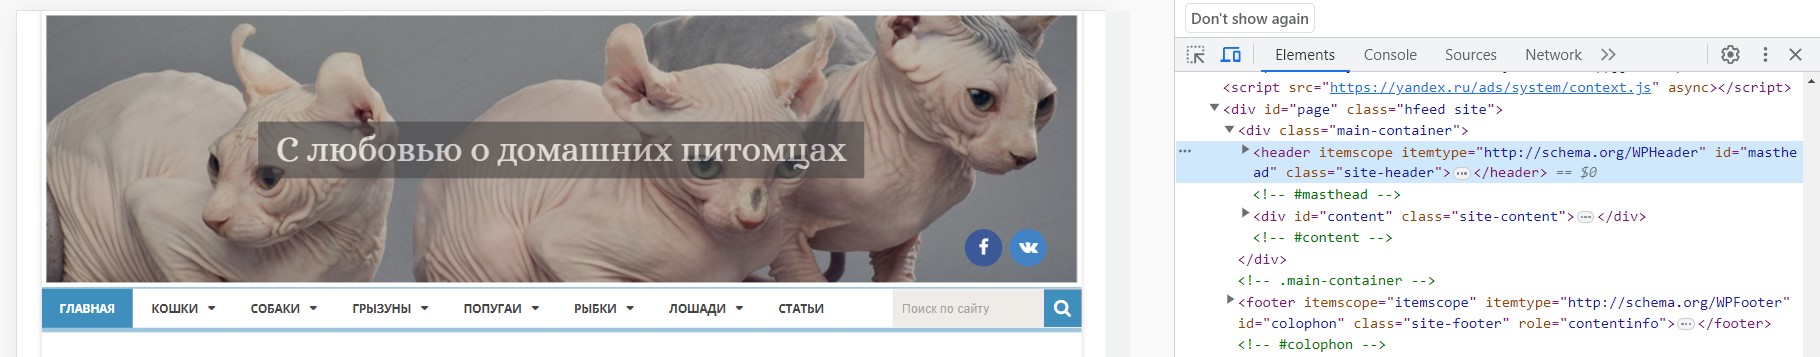 С любовью о домашних питомцах
f
ГЛАВНАЯ КОШКИ СОБАКИ ГРЫЗУНЫ ПОПУГАИ РЫБКИ ЛОШАДИ СТАТЬИ Поиск по сайту
Don't show again
Elements Console Sources Network
<script src="https://yandex.ru/ads/system/context.js" async></script>
<div id="page" class="hfeed site">
<div class="main-container">
<header itemscope itemtype="http://schema.org/WPHeader" id="masthe
ad" class="site-header"> … </header> == $0
<!-- #masthead -->
<div id="content" class="site-content"> … </div>
<!-- #content -->
</div>
<!-- .main-container -->
<footer itemscope="itemscope" itemtype="http://schema.org/WPFooter"
id="colophon" class="site-footer" role="contentinfo"> … </footer>
<!-- #colophon -->